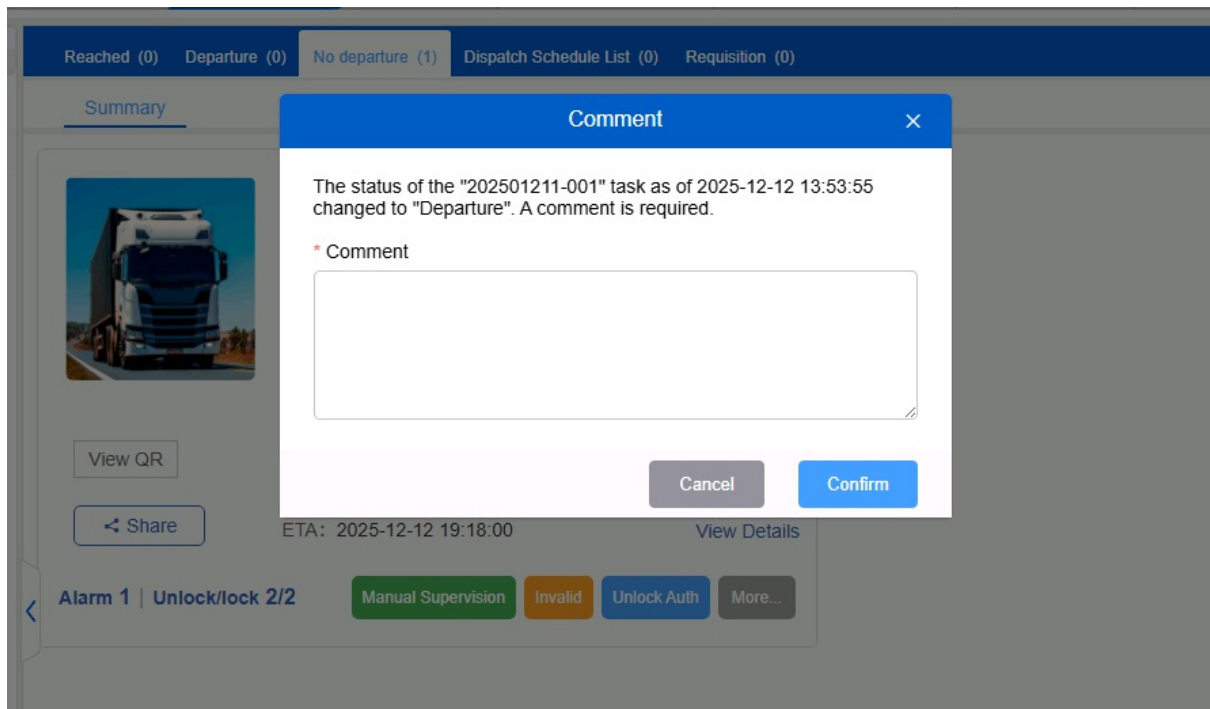 Reached (0) Departure (0) No departure (1) Dispatch Schedule List (0) Requisition (0)
Summary
Comment
The status of the "202501211-001" task as of 2025-12-12 13:53:55
changed to "Departure". A comment is required.
* Comment
View QR
Cancel Confirm
Share
ETA: 2025-12-12 19:18:00 View Details
Alarm 1 | Unlock/lock 2/2 Manual Supervision Invalid Unlock Auth More...